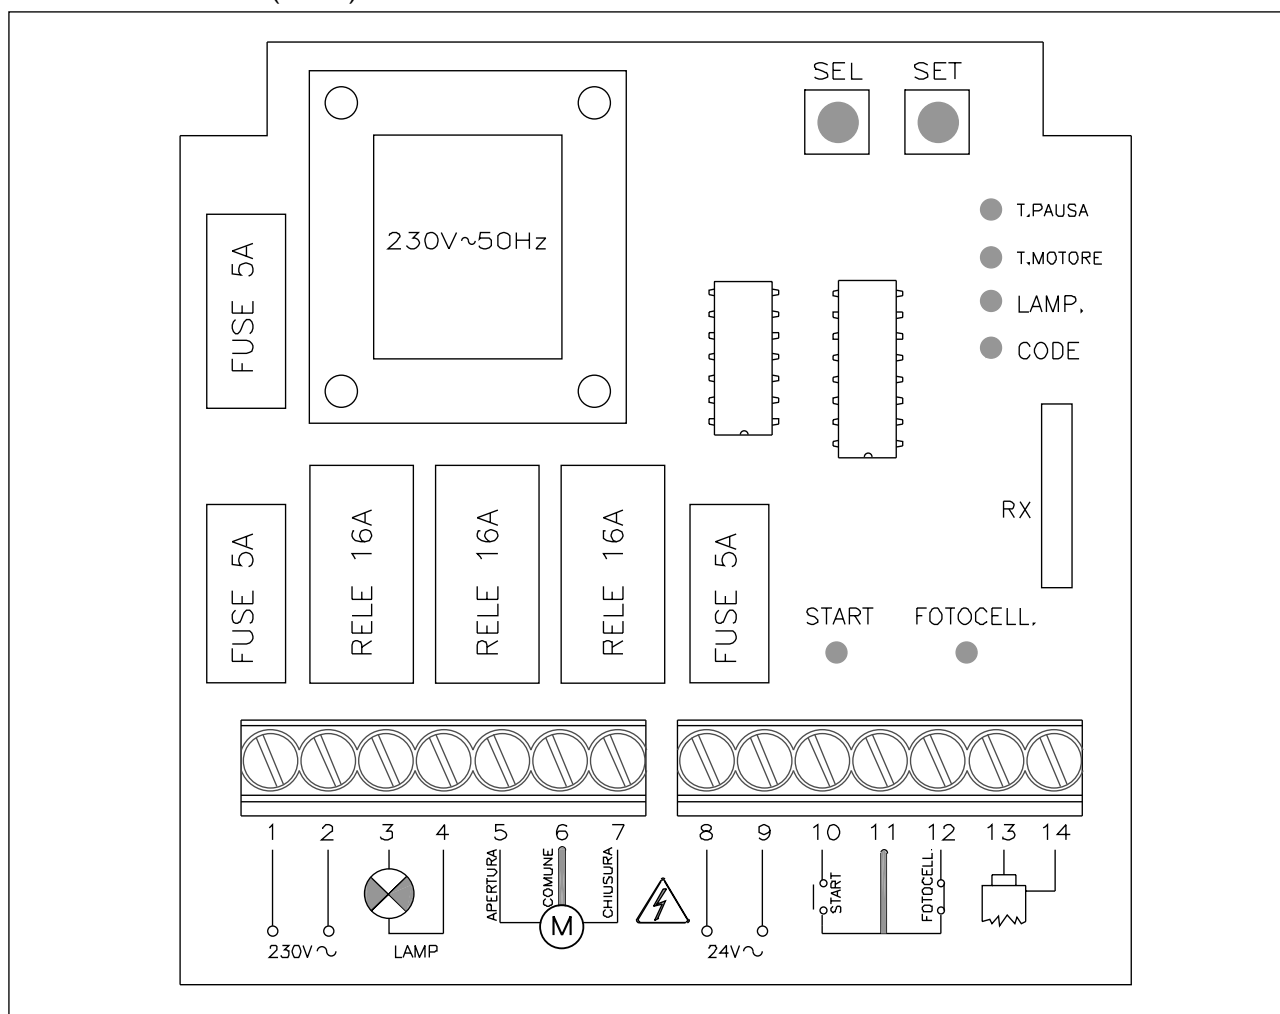 SEL SET
T.PAUSA
230V~50Hz
FUSE 5A
T.MOTORE
LAMP.
CODE
RX
FUSE 5A
RELE 16A
RELE 16A
RELE 16A
FUSE 5A
START FOTOCELL.
1 2 3 4 5 6 7 8 9 10 11 12 13 14
APERTURA
COMUNE
CHIUSURA
START
FOTOCELL.
M
230V~
LAMP
24V~